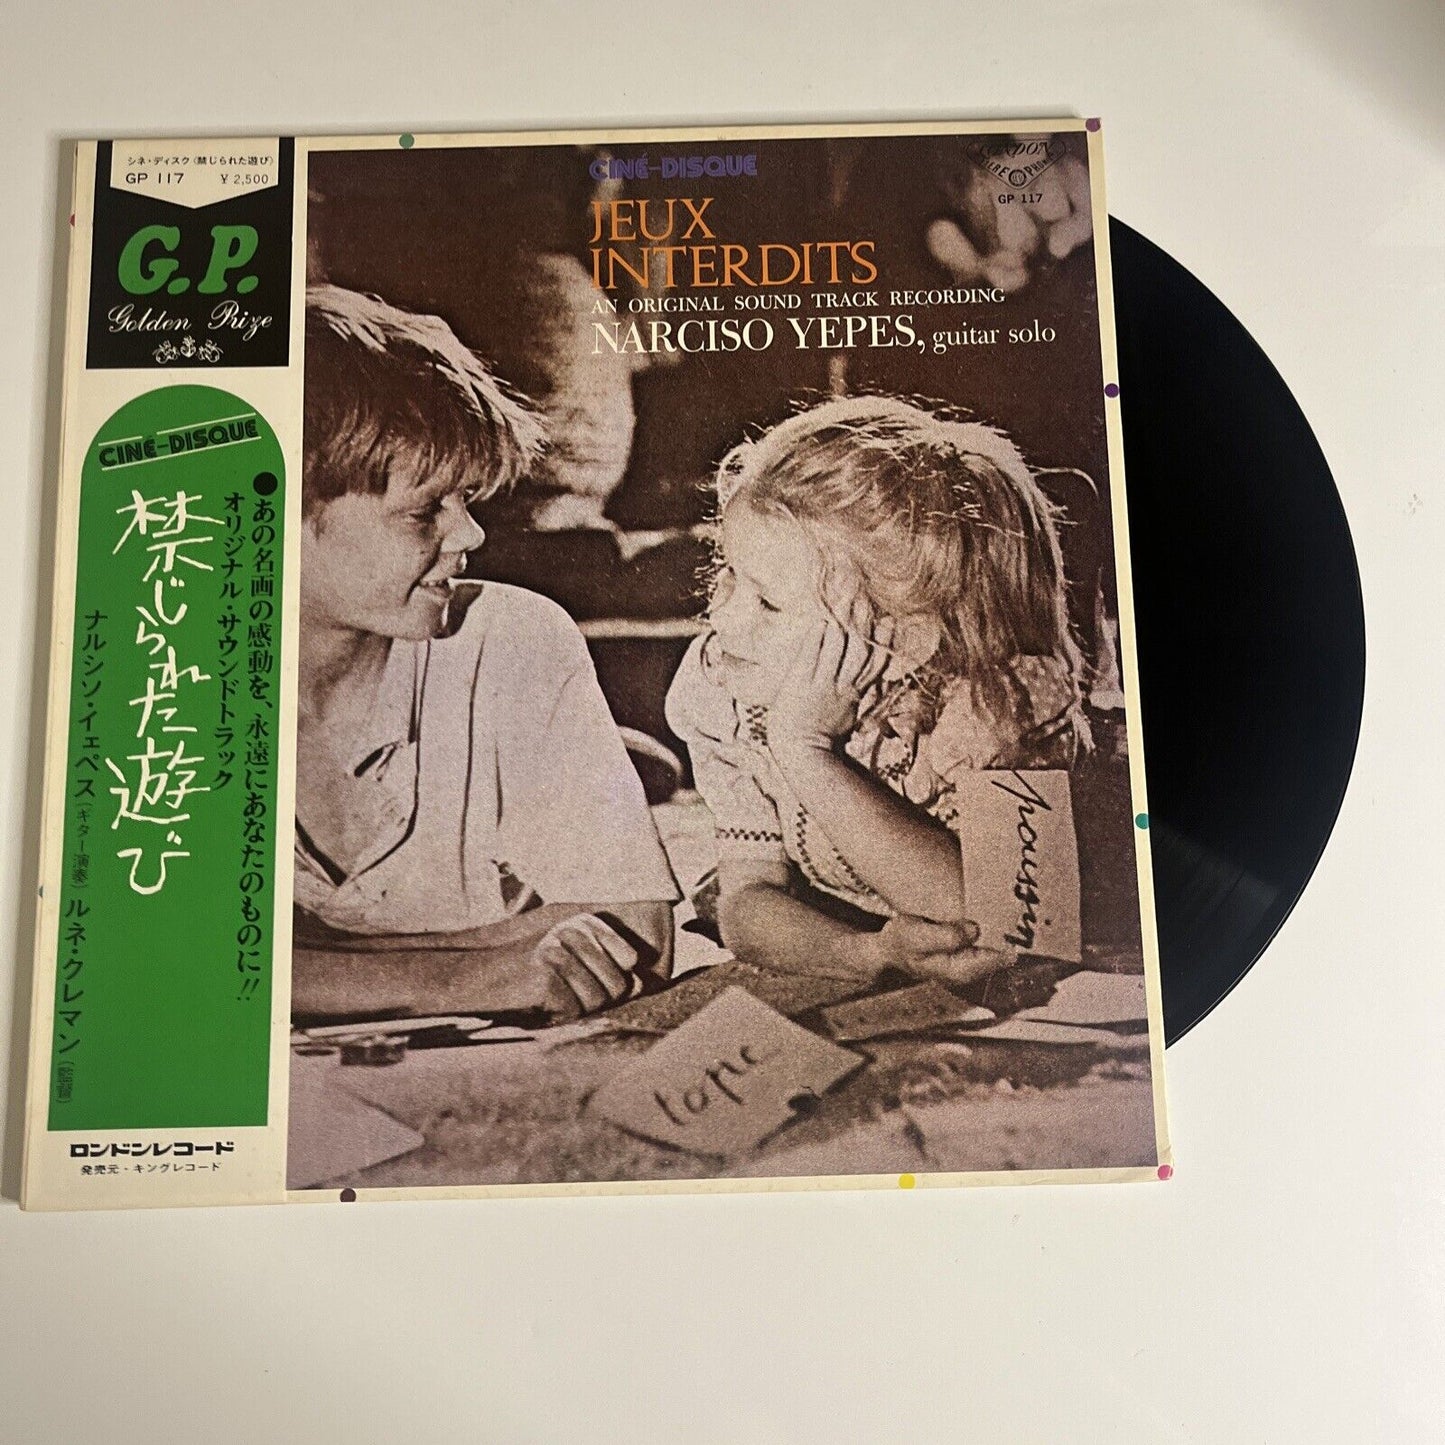 シネ・ディスク〈禁じられた遊び〉
GP 117 ¥2,500
G.P.
Golden Prize
CINÉ-DISQUE
●あの名画の感動を、永遠にあなたのものに!!
オリジナル・サウンドトラック
禁じられた遊び
ナルシソ・イェペス(ギター演奏) ルネ・クレマン(監督)
ロンドンレコード
発売元・キングレコード
CINÉ-DISQUE
JEUX
INTERDITS
AN ORIGINAL SOUND TRACK RECORDING
NARCISO YEPES, guitar solo
LONDON
STEREOPHONIC
GP 117
poussin